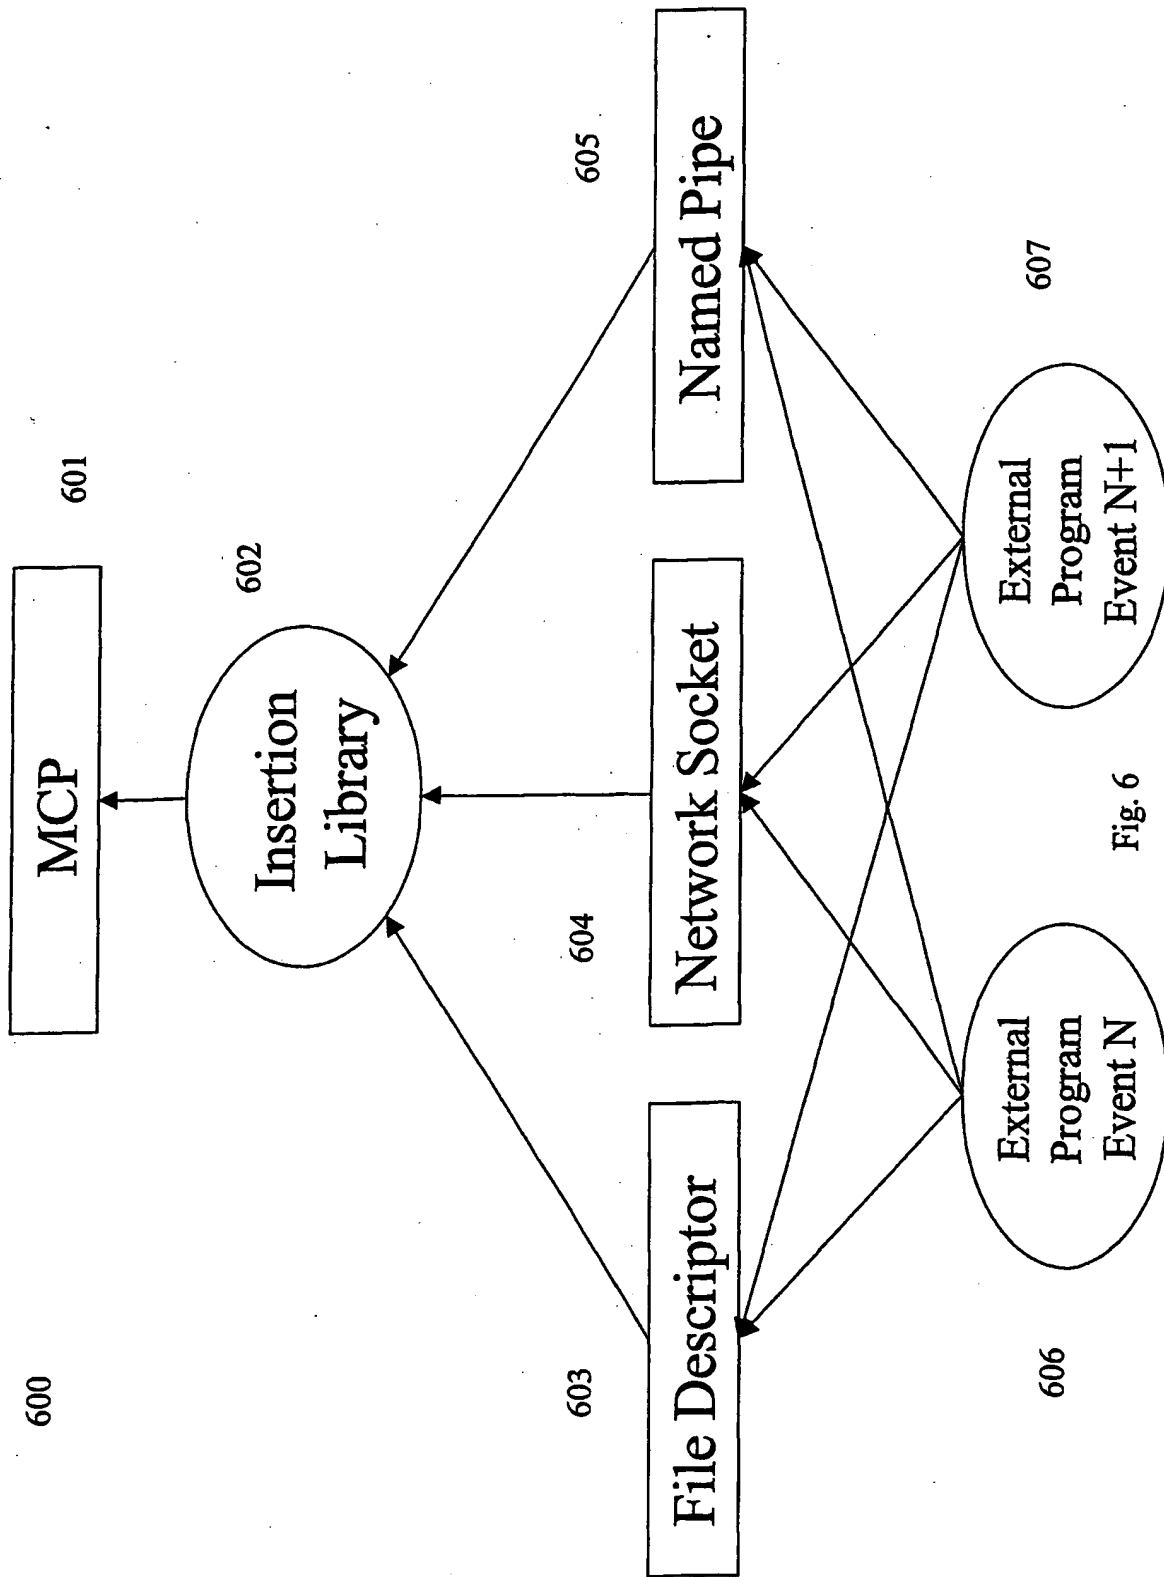 600
MCP
601
Insertion
Library
602
603
604
605
File Descriptor
Network Socket
Named Pipe
External
Program
Event N
External
Program
Event N+1
606
607
Fig. 6